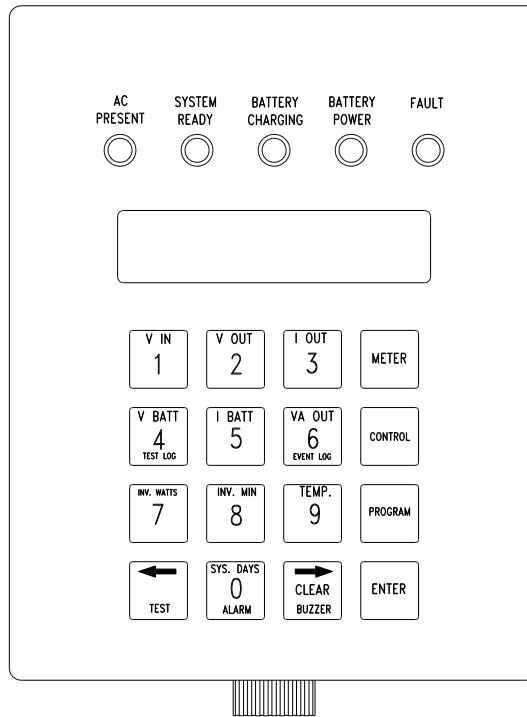 AC PRESENT
SYSTEM READY
BATTERY CHARGING
BATTERY POWER
FAULT
V IN
1
V OUT
2
I OUT
3
METER
V BATT
4
TEST LOG
I BATT
5
VA OUT
6
EVENT LOG
CONTROL
INV. WATTS
7
INV. MIN
8
TEMP.
9
PROGRAM
TEST
SYS. DAYS
0
ALARM
CLEAR
BUZZER
ENTER